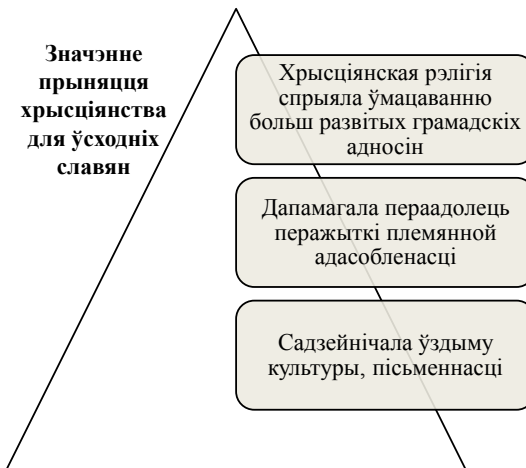 Значэнне
прыняцця
хрысціянства
для ўсходніх
славян
Хрысціянская рэлігія
спрыяла ўмацаванню
больш развітых грамадскіх
адносін
Дапамагала пераадолець
перажыткі племянной
адасобленасці
Садзейнічала ўздыму
культуры, пісьменнасці